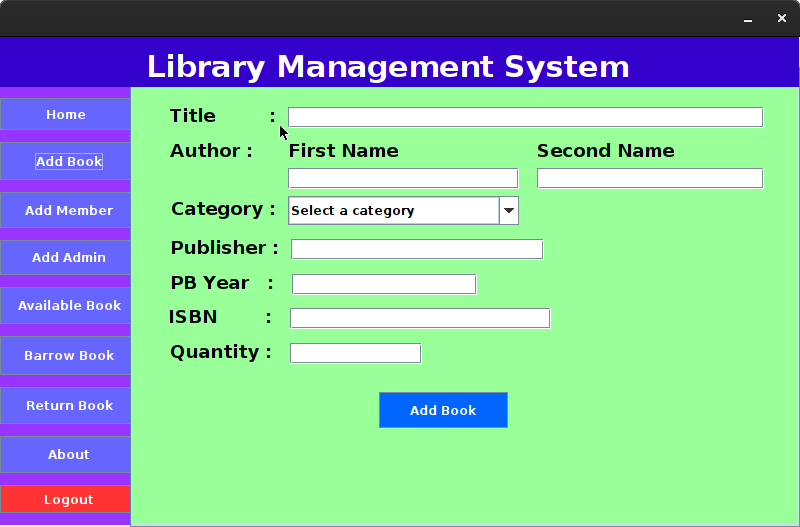 Library Management System
Home
Add Book
Add Member
Add Admin
Available Book
Barrow Book
Return Book
About
Logout
Title :
Author : First Name Second Name
Category : Select a category
Publisher :
PB Year :
ISBN :
Quantity :
Add Book